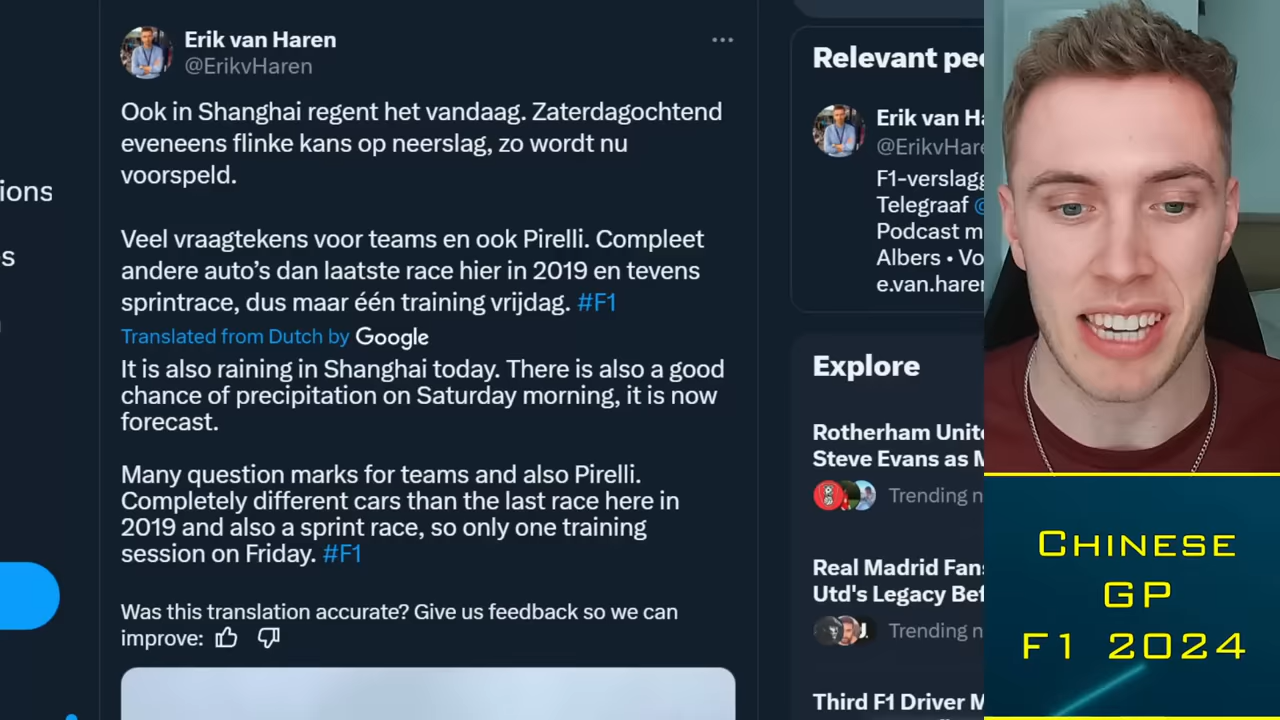 Erik van Haren
@ErikvHaren
Ook in Shanghai regent het vandaag. Zaterdagochtend
eveneens flinke kans op neerslag, zo wordt nu
voorspeld.
Veel vraagtekens voor teams en ook Pirelli. Compleet
andere auto’s dan laatste race hier in 2019 en tevens
sprintrace, dus maar één training vrijdag. #F1
Translated from Dutch by Google
It is also raining in Shanghai today. There is also a good
chance of precipitation on Saturday morning, it is now
forecast.
Many question marks for teams and also Pirelli.
Completely different cars than the last race here in
2019 and also a sprint race, so only one training
session on Friday. #F1
Was this translation accurate? Give us feedback so we can
improve:
ions
s
Relevant pe
Erik van Ha
@ErikvHare
F1-verslagg
Telegraaf @
Podcast m
Albers • Vo
e.van.haren
Explore
Rotherham Unite
Steve Evans as M
Trending n
Real Madrid Fans
Utd's Legacy Bef
Trending n
Third F1 Driver M
CHINESE
GP
F1 2024